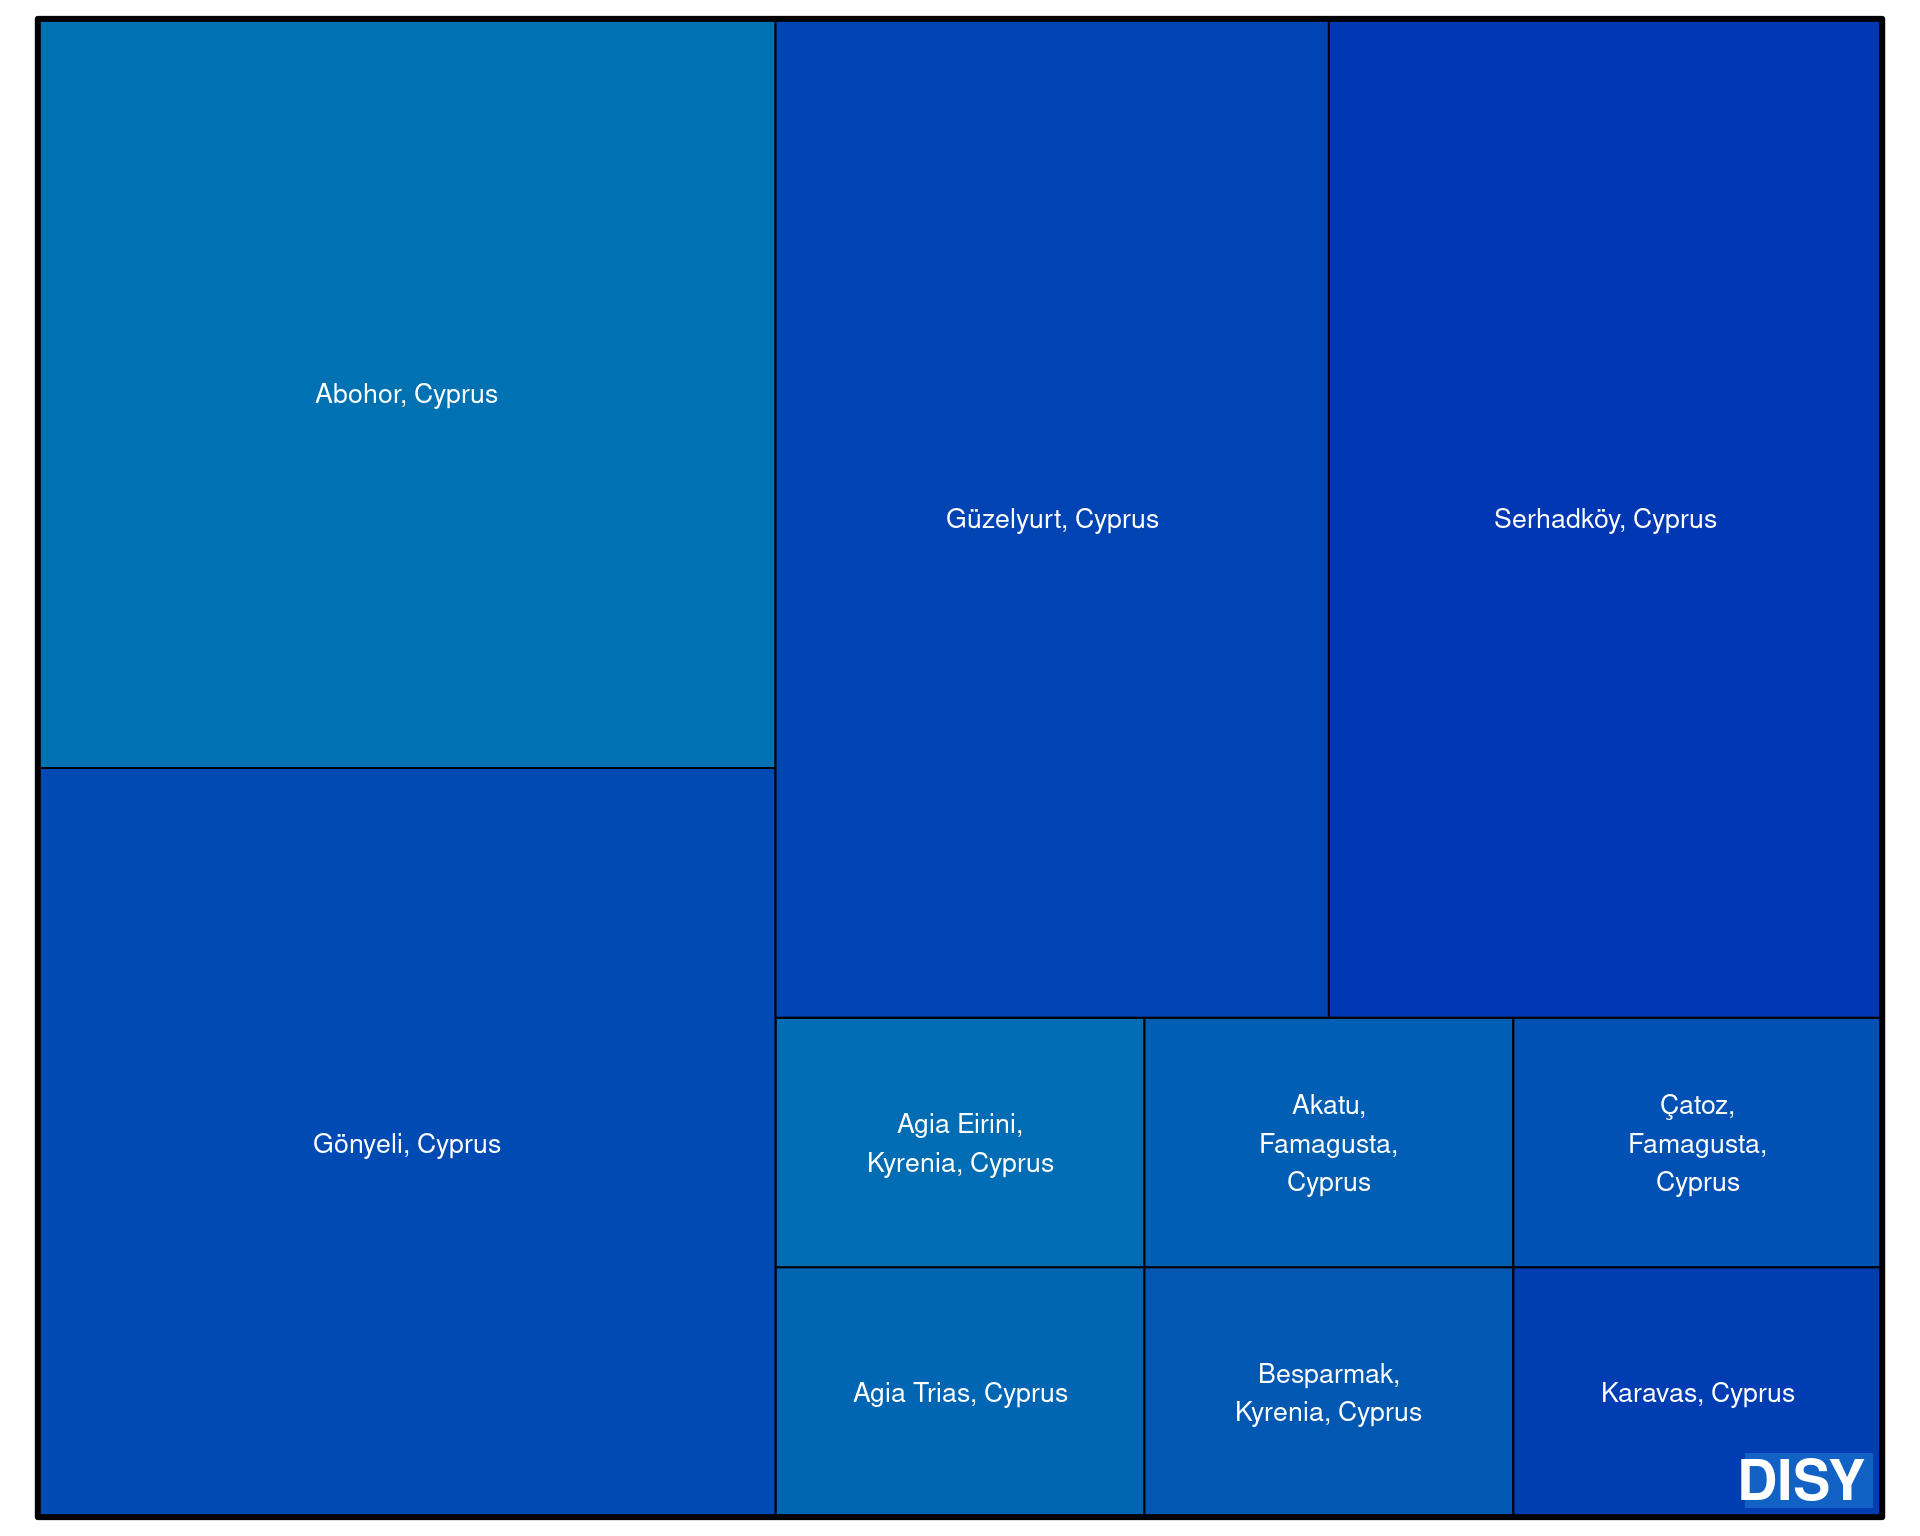 Abohor, Cyprus
Güzelyurt, Cyprus
Serhadköy, Cyprus
Gönyeli, Cyprus
Agia Eirini,
Kyrenia, Cyprus
Akatu,
Famagusta,
Cyprus
Çatoz,
Famagusta,
Cyprus
Agia Trias, Cyprus
Besparmak,
Kyrenia, Cyprus
Karavas, Cyprus
DISY